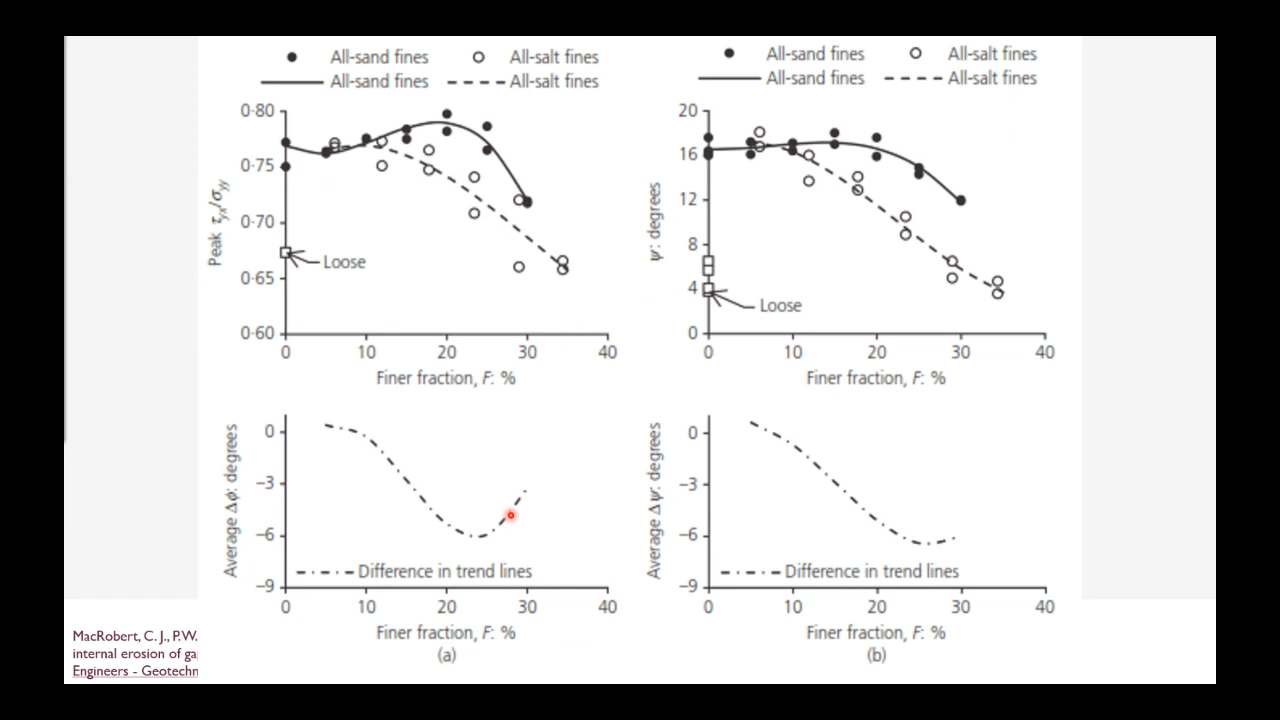 All-sand fines All-salt fines
All-sand fines All-salt fines
0·80
0·75
0·70
0·65
0·60
Peak τyx/σyy
Loose
0 10 20 30 40
Finer fraction, F: %
All-sand fines All-salt fines
All-sand fines All-salt fines
20
16
12
8
4
0
ψ: degrees
Loose
0 10 20 30 40
Finer fraction, F: %
0
−3
−6
−9
Average Δϕ: degrees
Difference in trend lines
0 10 20 30 40
Finer fraction, F: %
(a)
0
−3
−6
−9
Average Δψ: degrees
Difference in trend lines
0 10 20 30 40
Finer fraction, F: %
(b)
MacRobert, C. J., P.W.
internal erosion of ga
Engineers - Geotechn